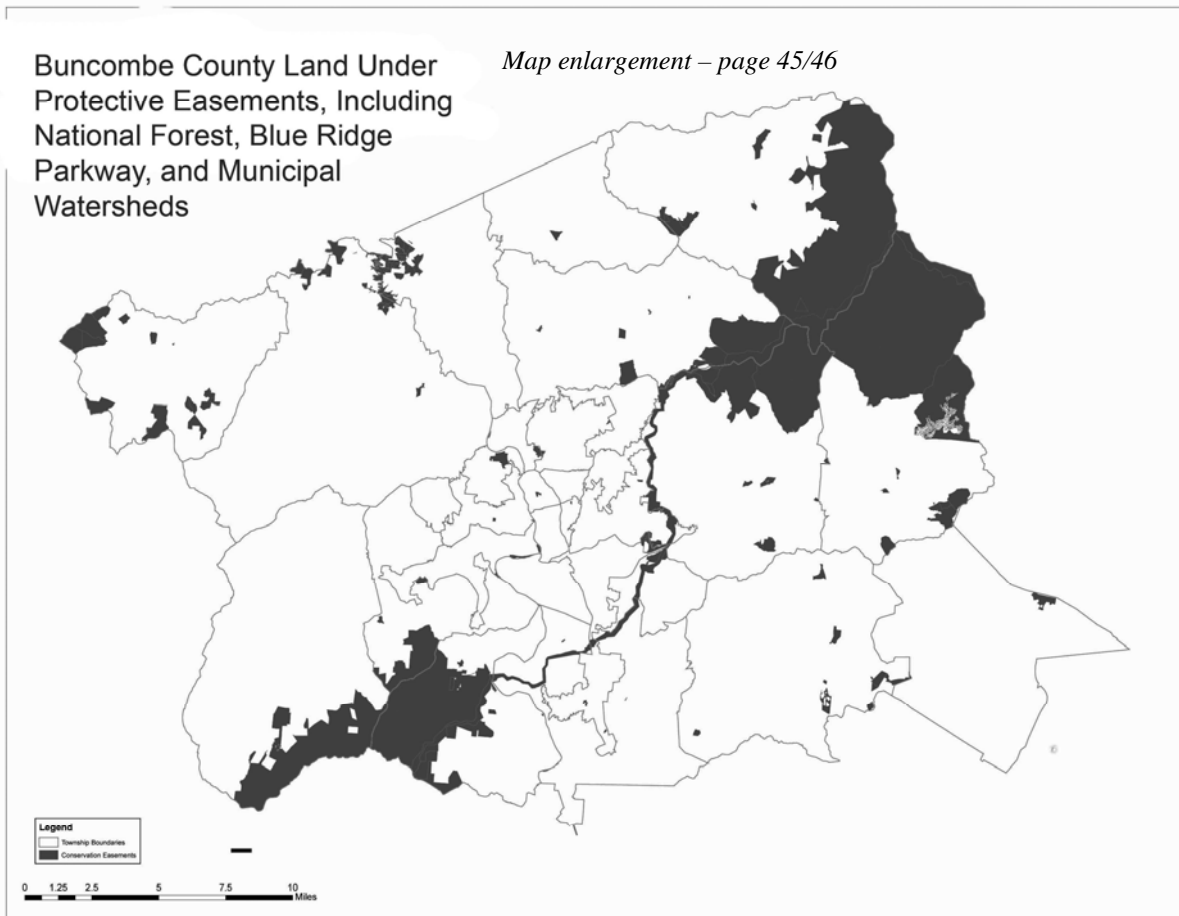 Buncombe County Land Under
Protective Easements, Including
National Forest, Blue Ridge
Parkway, and Municipal
Watersheds
Map enlargement – page 45/46
Legend
Township Boundaries
Conservation Easements
0 1.25 2.5 5 7.5 10
Miles